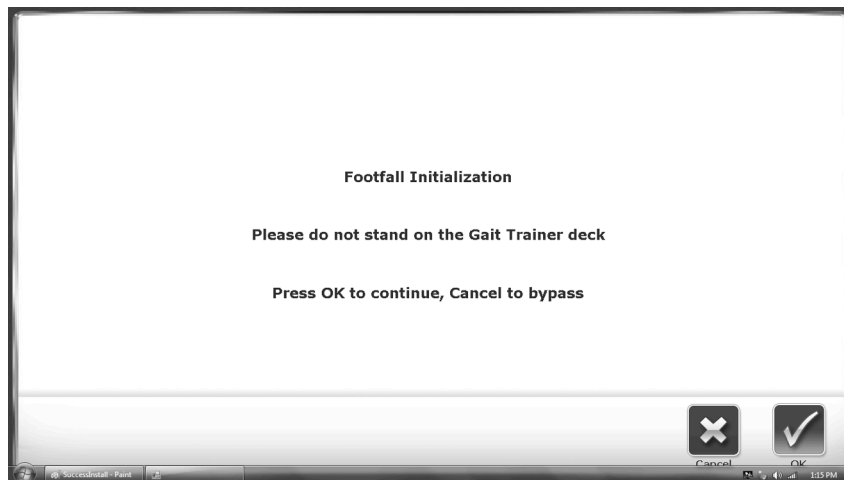 Footfall Initialization
Please do not stand on the Gait Trainer deck
Press OK to continue, Cancel to bypass
Cancel
OK
SuccessInstall - Paint
1:15 PM